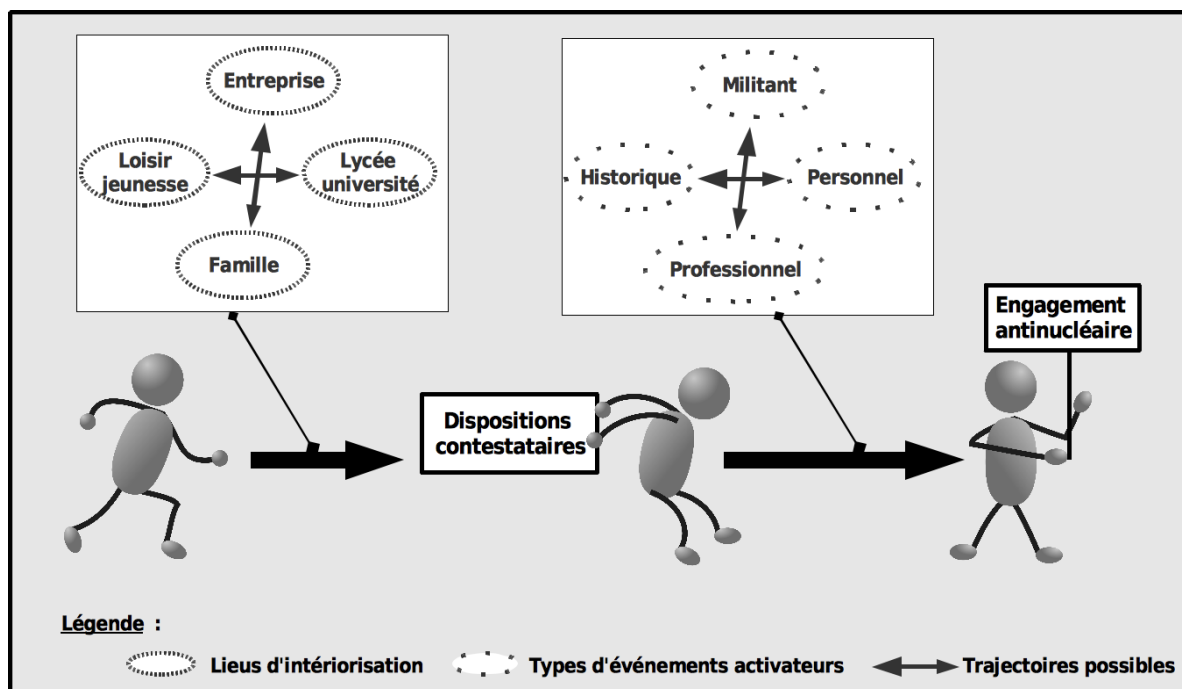 Entreprise
Loisir
jeunesse
Lycée
université
Famille
Militant
Historique
Personnel
Professionnel
Engagement
antinucléaire
Dispositions
contestataires
Légende :
Lieus d'intériorisation
Types d'événements activateurs
Trajectoires possibles